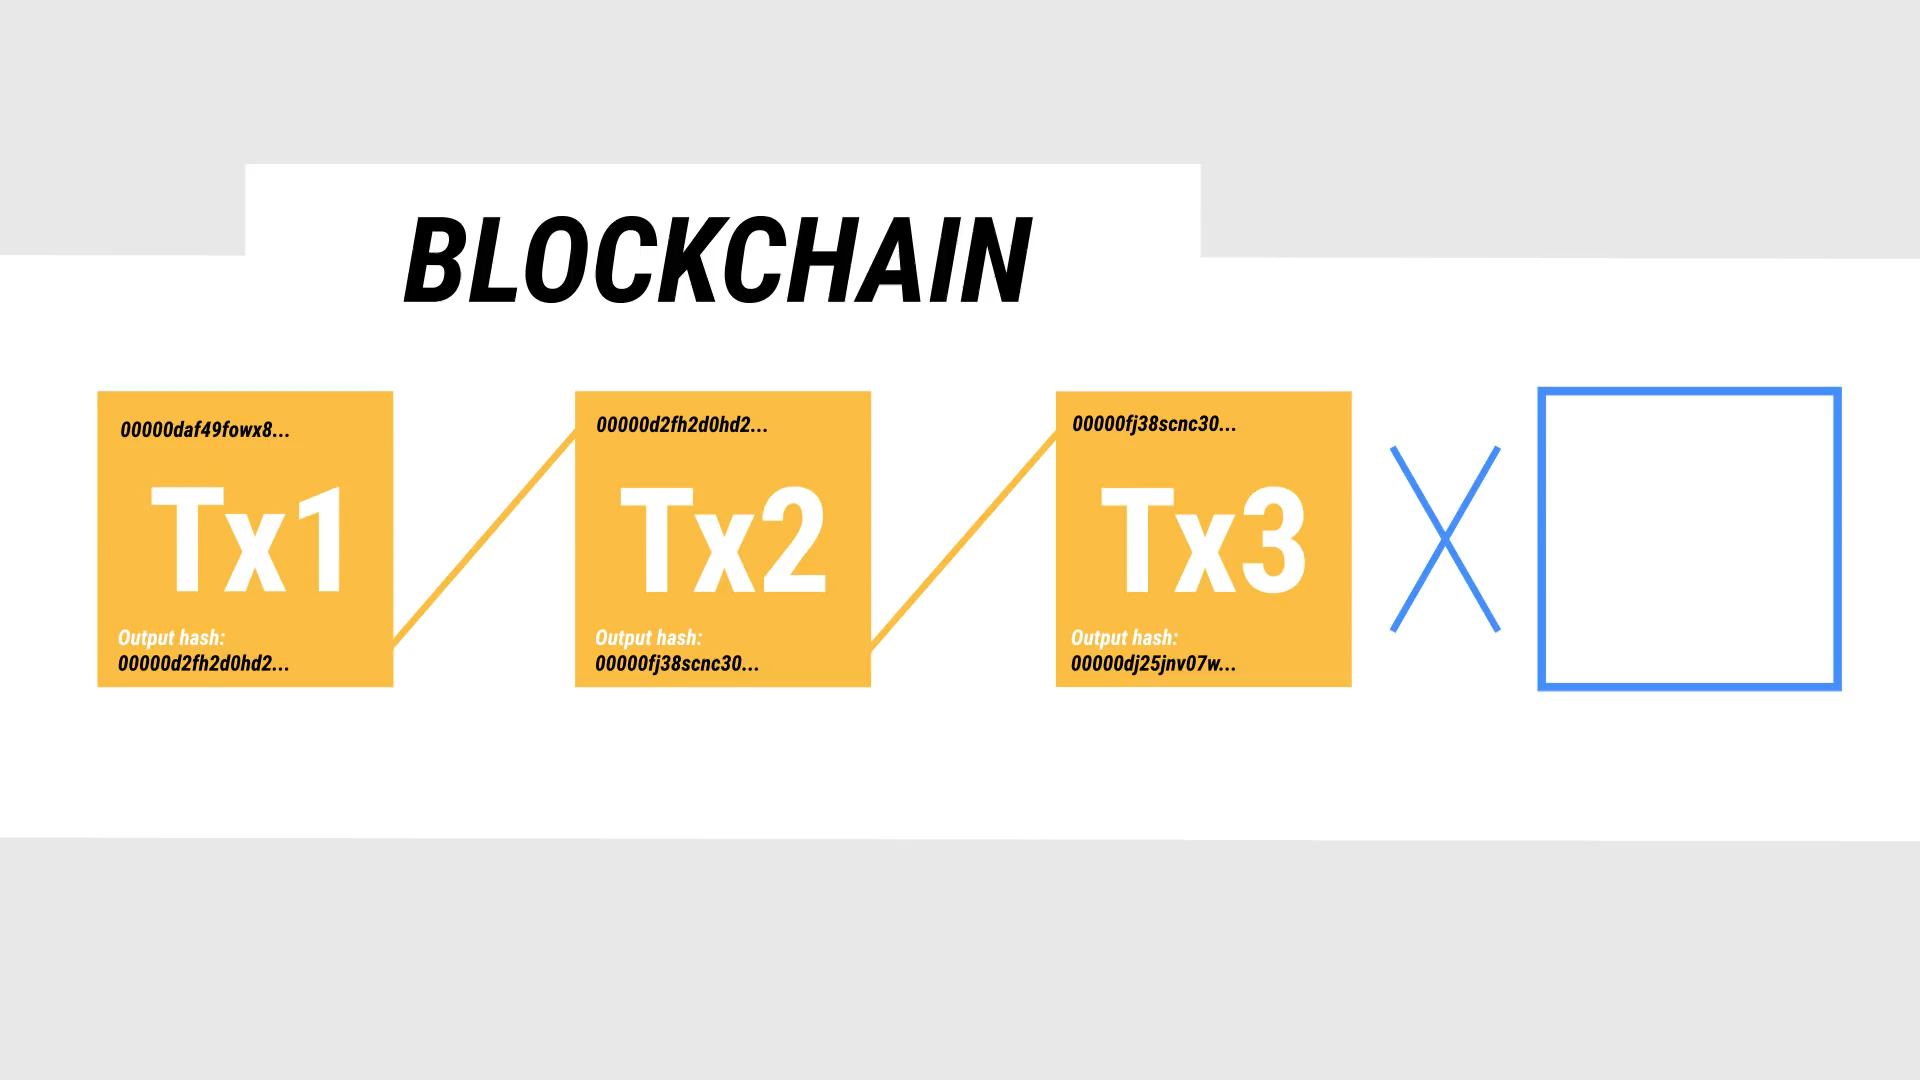 BLOCKCHAIN
00000daf49fowx8...
Tx1
Output hash:
00000d2fh2d0hd2...
00000d2fh2d0hd2...
Tx2
Output hash:
00000fj38scnc30...
00000fj38scnc30...
Tx3
Output hash:
00000dj25jnv07w...